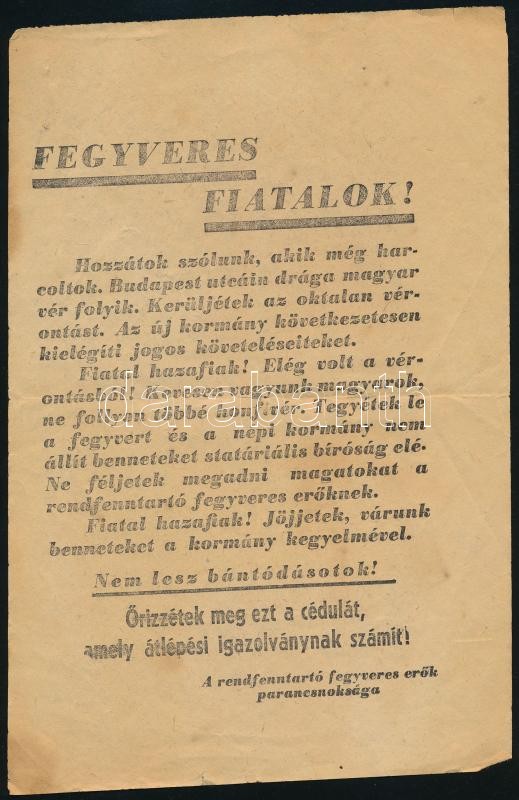 FEGYVERES
FIATALOK!
Hozzátok szólunk, akik még har-
coltok. Budapest utcáin drága magyar
vér folyik. Kerüljétek az oktalan vér-
ontást. Az új kormány következetesen
kielégíti jogos követeléseiteket.
Fiatal hazafiak! Elég volt a vér-
ontásból! Kevesen vagyunk magyarok,
ne follyon többé honfivér. Tegyétek le
a fegyvert és a népi kormány nem
állít benneteket statáriális bíróság elé.
Ne féljetek megadni magatokat a
rendfenntartó fegyveres erőknek.
Fiatal hazafiak! Jöjjetek, várunk
benneteket a kormány kegyelmével.
Nem lesz bántódásotok!
Őrizzétek meg ezt a cédulát,
amely átlépési igazolványnak számít!
A rendfenntartó fegyveres erők
parancsnoksága
darabanth